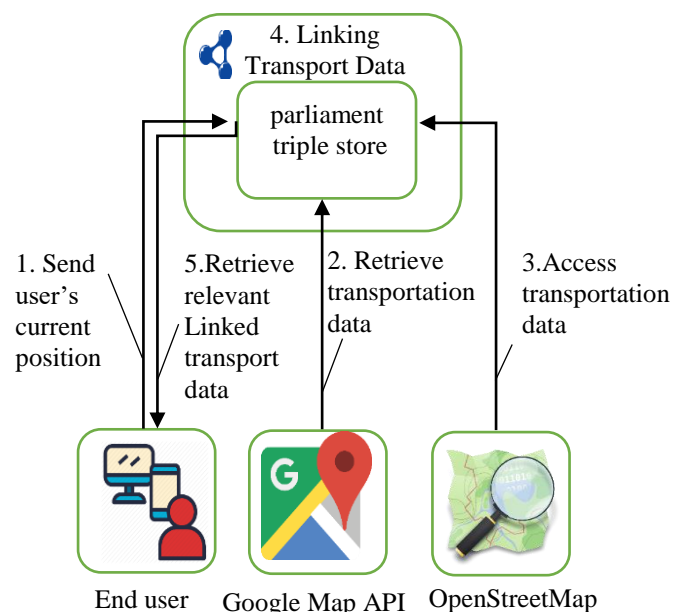 4. Linking
Transport Data
parliament
triple store
1. Send
user’s
current
position
5.Retrieve
relevant
Linked
transport
data
2. Retrieve
transportation
data
3.Access
transportation
data
G
End user
Google Map API
OpenStreetMap